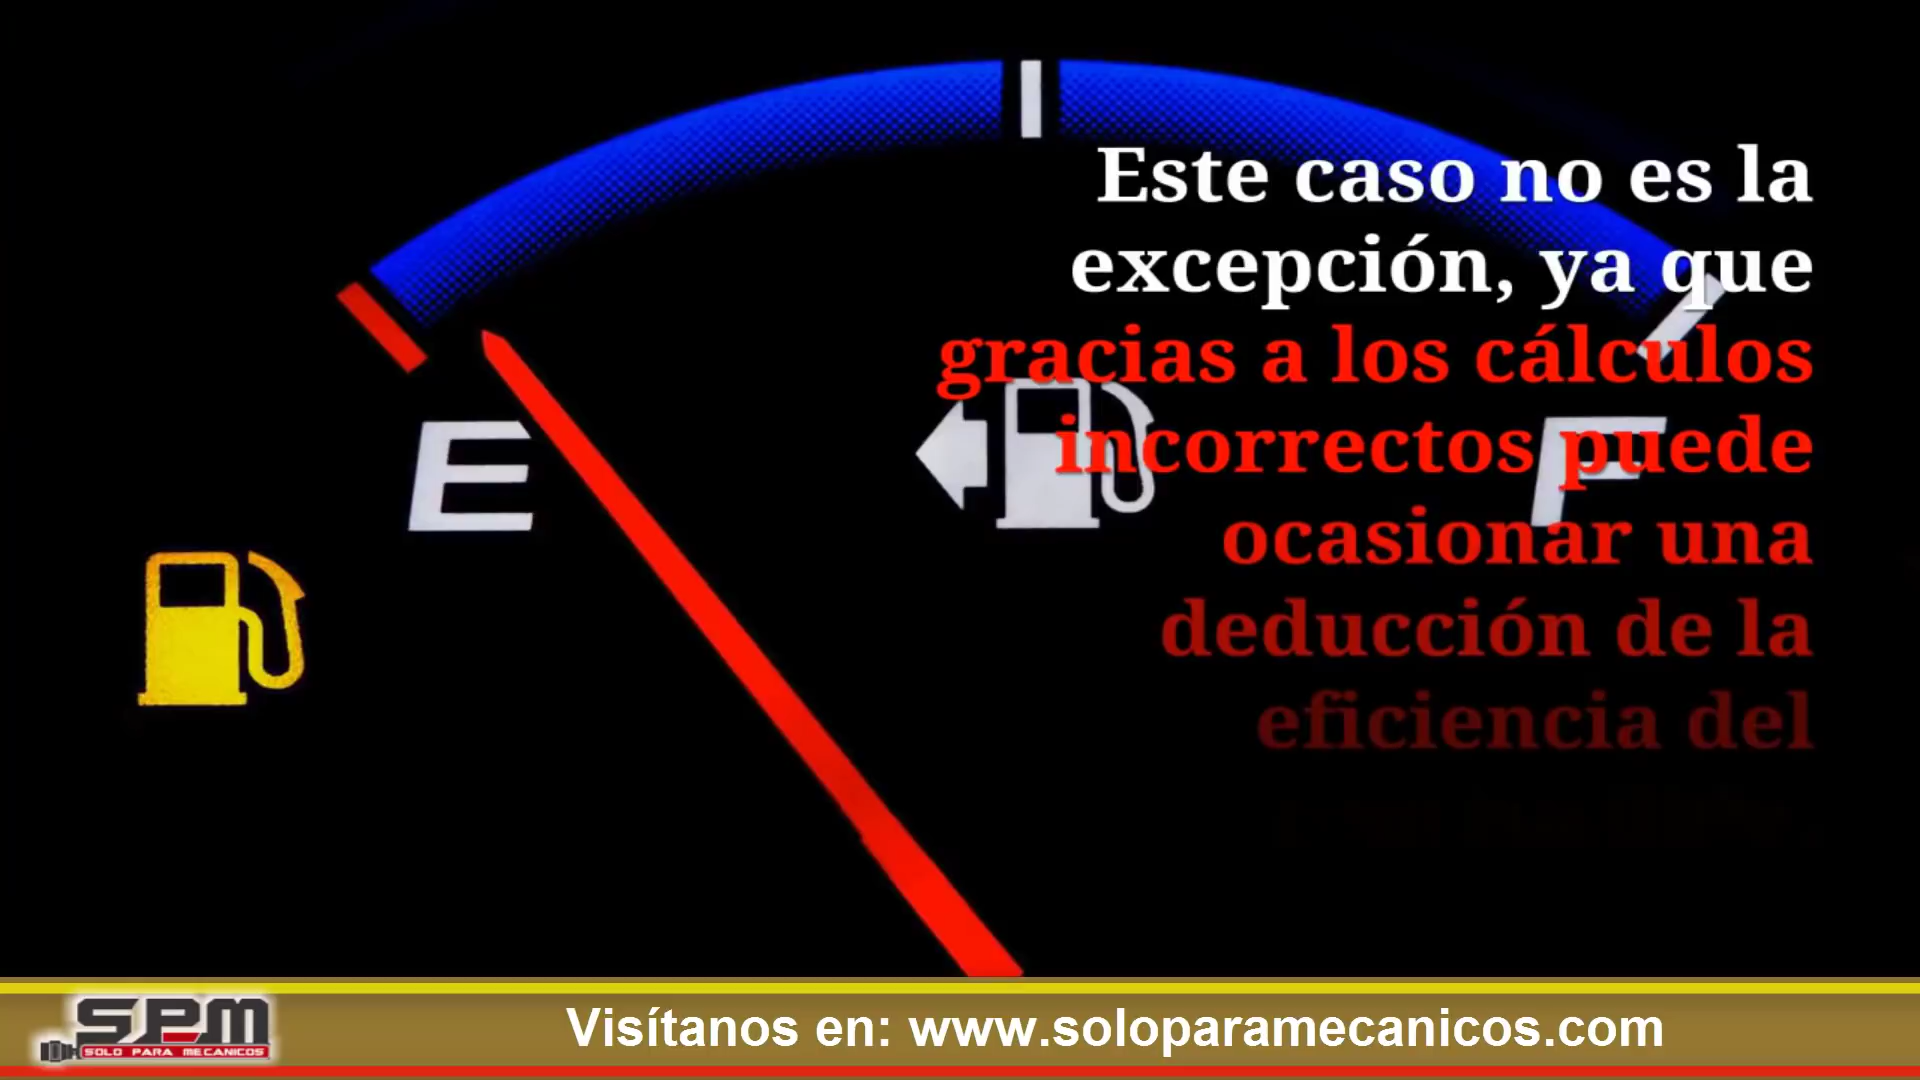 Este caso no es la
excepción, ya que
gracias a los cálculos
incorrectos puede
ocasionar una
deducción de la
eficiencia del
E
F
SPM
SOLO PARA MECANICOS
Visítanos en: www.soloparamecanicos.com